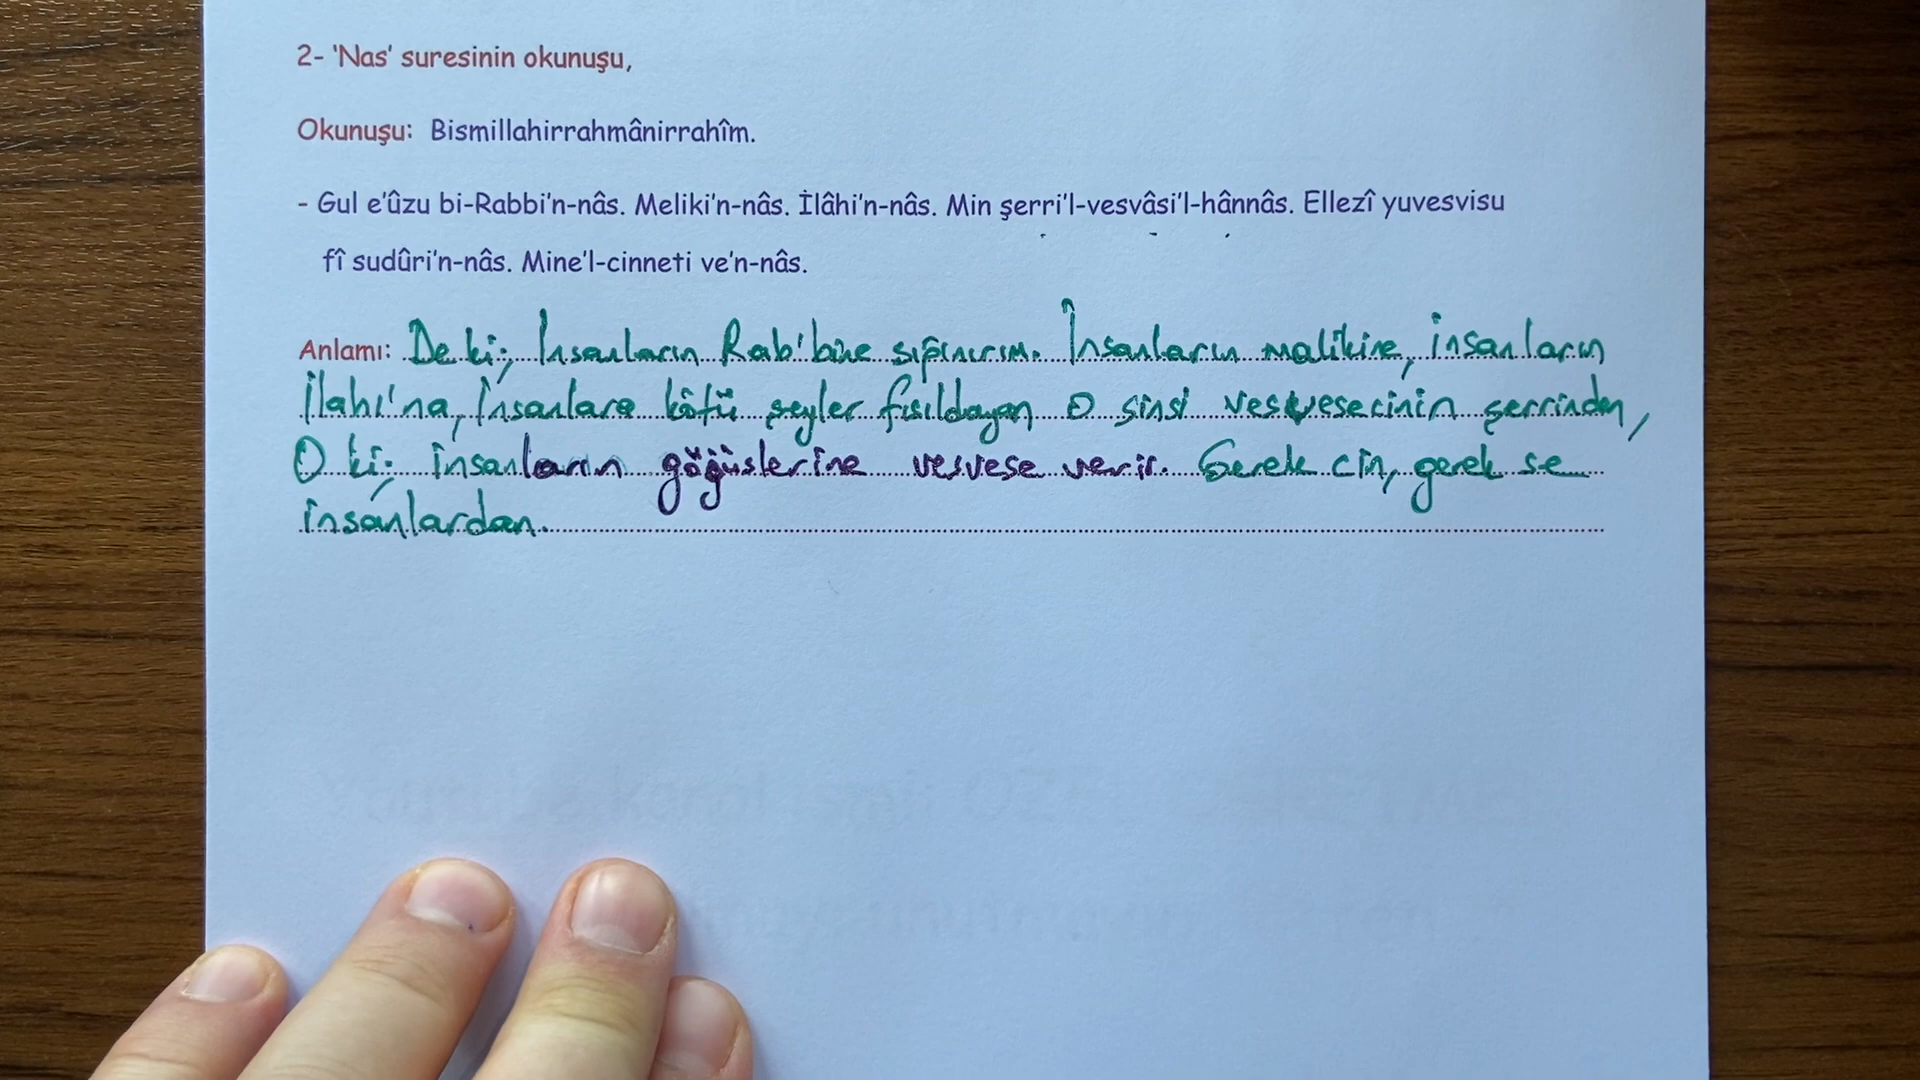 2- 'Nas' suresinin okunuşu,
Okunuşu: Bismillahirrahmânirrahîm.
- Gul e'ûzu bi-Rabbi'n-nâs. Meliki'n-nâs. İlâhi'n-nâs. Min şerri'l-vesvâsi'l-hânnâs. Ellezî yuvesvisu
fî sudûri'n-nâs. Mine'l-cinneti ve'n-nâs.
Anlamı: De ki; İnsanların Rab'bine sığınırım. İnsanların malikine, insanların
İlahı'na, İnsanlara kötü şeyler fısıldayan O sinsi vesvesecinin şerrinden,
O ki; insanların göğüslerine vesvese verir. Gerek cin, gerek se
insanlardan.